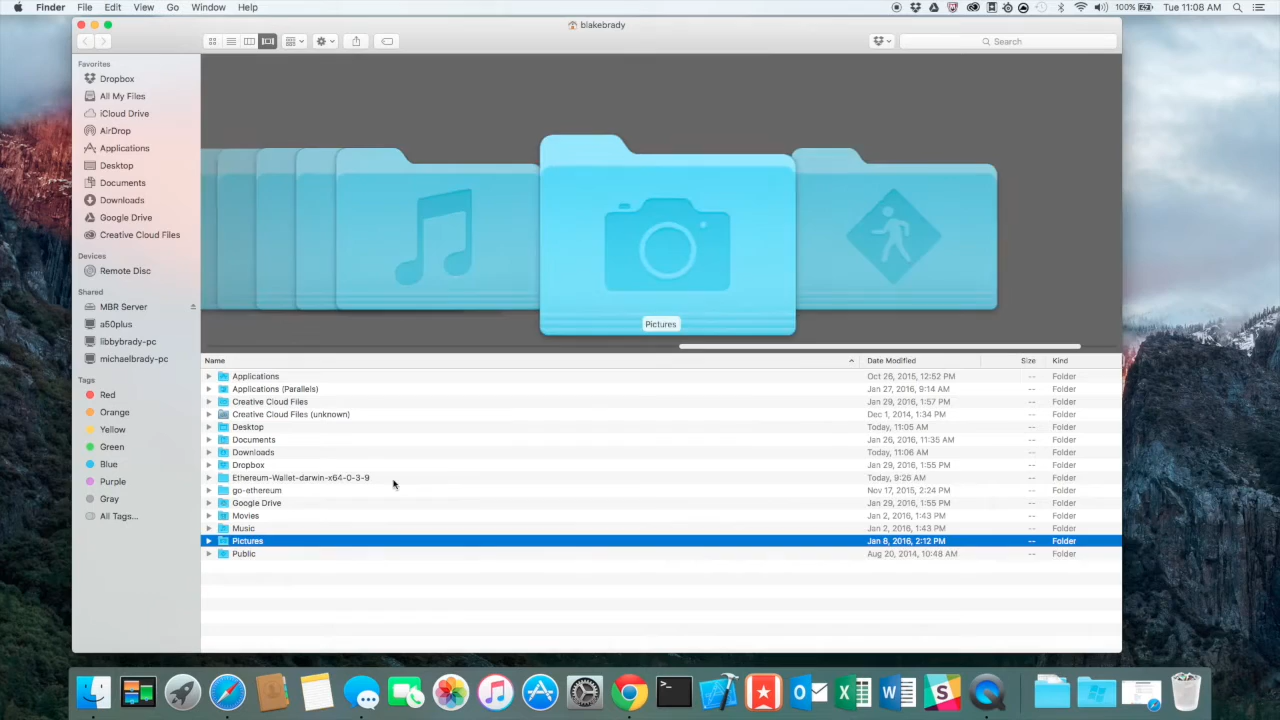 Finder File Edit View Go Window Help 100% Tue 11:08 AM
blakebrady
Search
Favorites
Dropbox
All My Files
iCloud Drive
AirDrop
Applications
Desktop
Documents
Downloads
Google Drive
Creative Cloud Files
Devices
Remote Disc
Shared
MBR Server
a60plus
libbybrady-pc
michaelbrady-pc
Tags
Red
Orange
Yellow
Green
Blue
Purple
Gray
All Tags...
Pictures
Name Date Modified Size Kind
Applications Oct 26, 2015, 12:52 PM -- Folder
Applications (Parallels) Jan 27, 2016, 9:14 AM -- Folder
Creative Cloud Files Jan 29, 2016, 1:57 PM -- Folder
Creative Cloud Files (unknown) Dec 1, 2014, 1:34 PM -- Folder
Desktop Today, 11:05 AM -- Folder
Documents Jan 26, 2016, 11:35 AM -- Folder
Downloads Today, 11:06 AM -- Folder
Dropbox Jan 29, 2016, 1:55 PM -- Folder
Ethereum-Wallet-darwin-x64-0-3-9 Today, 9:26 AM -- Folder
go-ethereum Nov 17, 2015, 2:24 PM -- Folder
Google Drive Jan 29, 2016, 1:55 PM -- Folder
Movies Jan 2, 2016, 1:43 PM -- Folder
Music Jan 2, 2016, 1:43 PM -- Folder
Pictures Jan 8, 2016, 2:12 PM -- Folder
Public Aug 20, 2014, 10:48 AM -- Folder